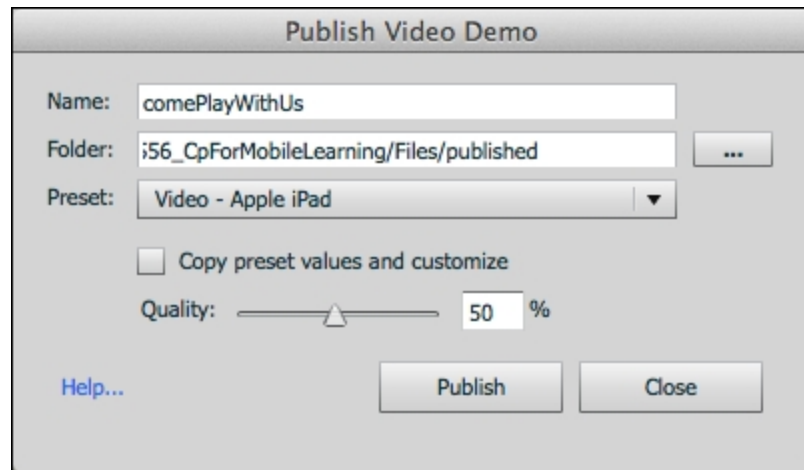 Publish Video Demo
Name: comePlayWithUs
Folder: 556_CpForMobileLearning/Files/published ...
Preset: Video - Apple iPad
Copy preset values and customize
Quality: 50 %
Help... Publish Close